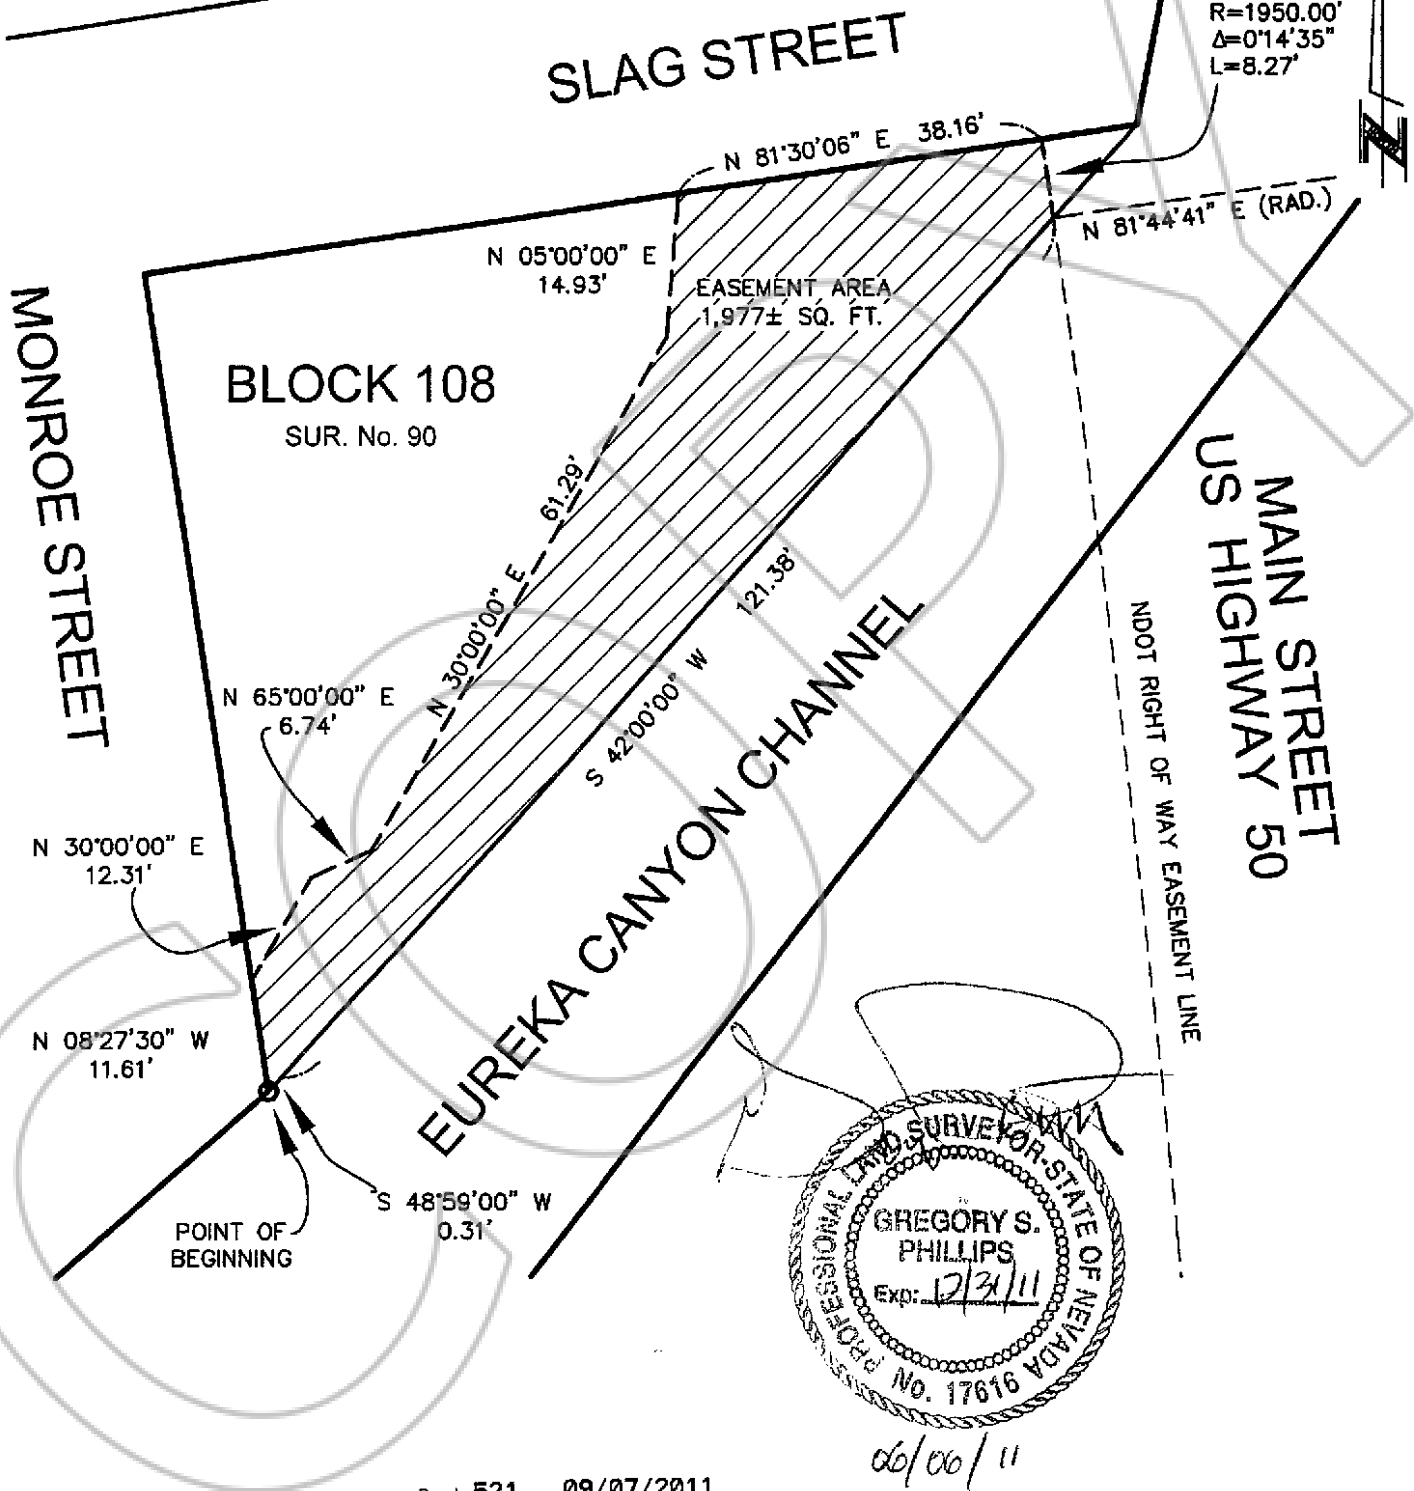 SLAG STREET
R=1950.00'
Δ=0°14'35"
L=8.27'
N
N 81°30'06" E 38.16'
N 81°44'41" E (RAD.)
N 05°00'00" E
14.93'
EASEMENT AREA
1,977± SQ. FT.
MONROE STREET
BLOCK 108
SUR. No. 90
61.29'
N 30°00'00" E
121.38'
S 42°00'00" W
MAIN STREET
US HIGHWAY 50
NDOT RIGHT OF WAY EASEMENT LINE
EUREKA CANYON CHANNEL
N 65°00'00" E
6.74'
N 30°00'00" E
12.31'
N 08°27'30" W
11.61'
S 48°59'00" W
0.31'
POINT OF
BEGINNING
PROFESSIONAL LAND SURVEYOR-STATE OF NEVADA
GREGORY S.
PHILLIPS
Exp: 12/31/11
No. 17616
06/06/11
521 09/07/2011
COPY